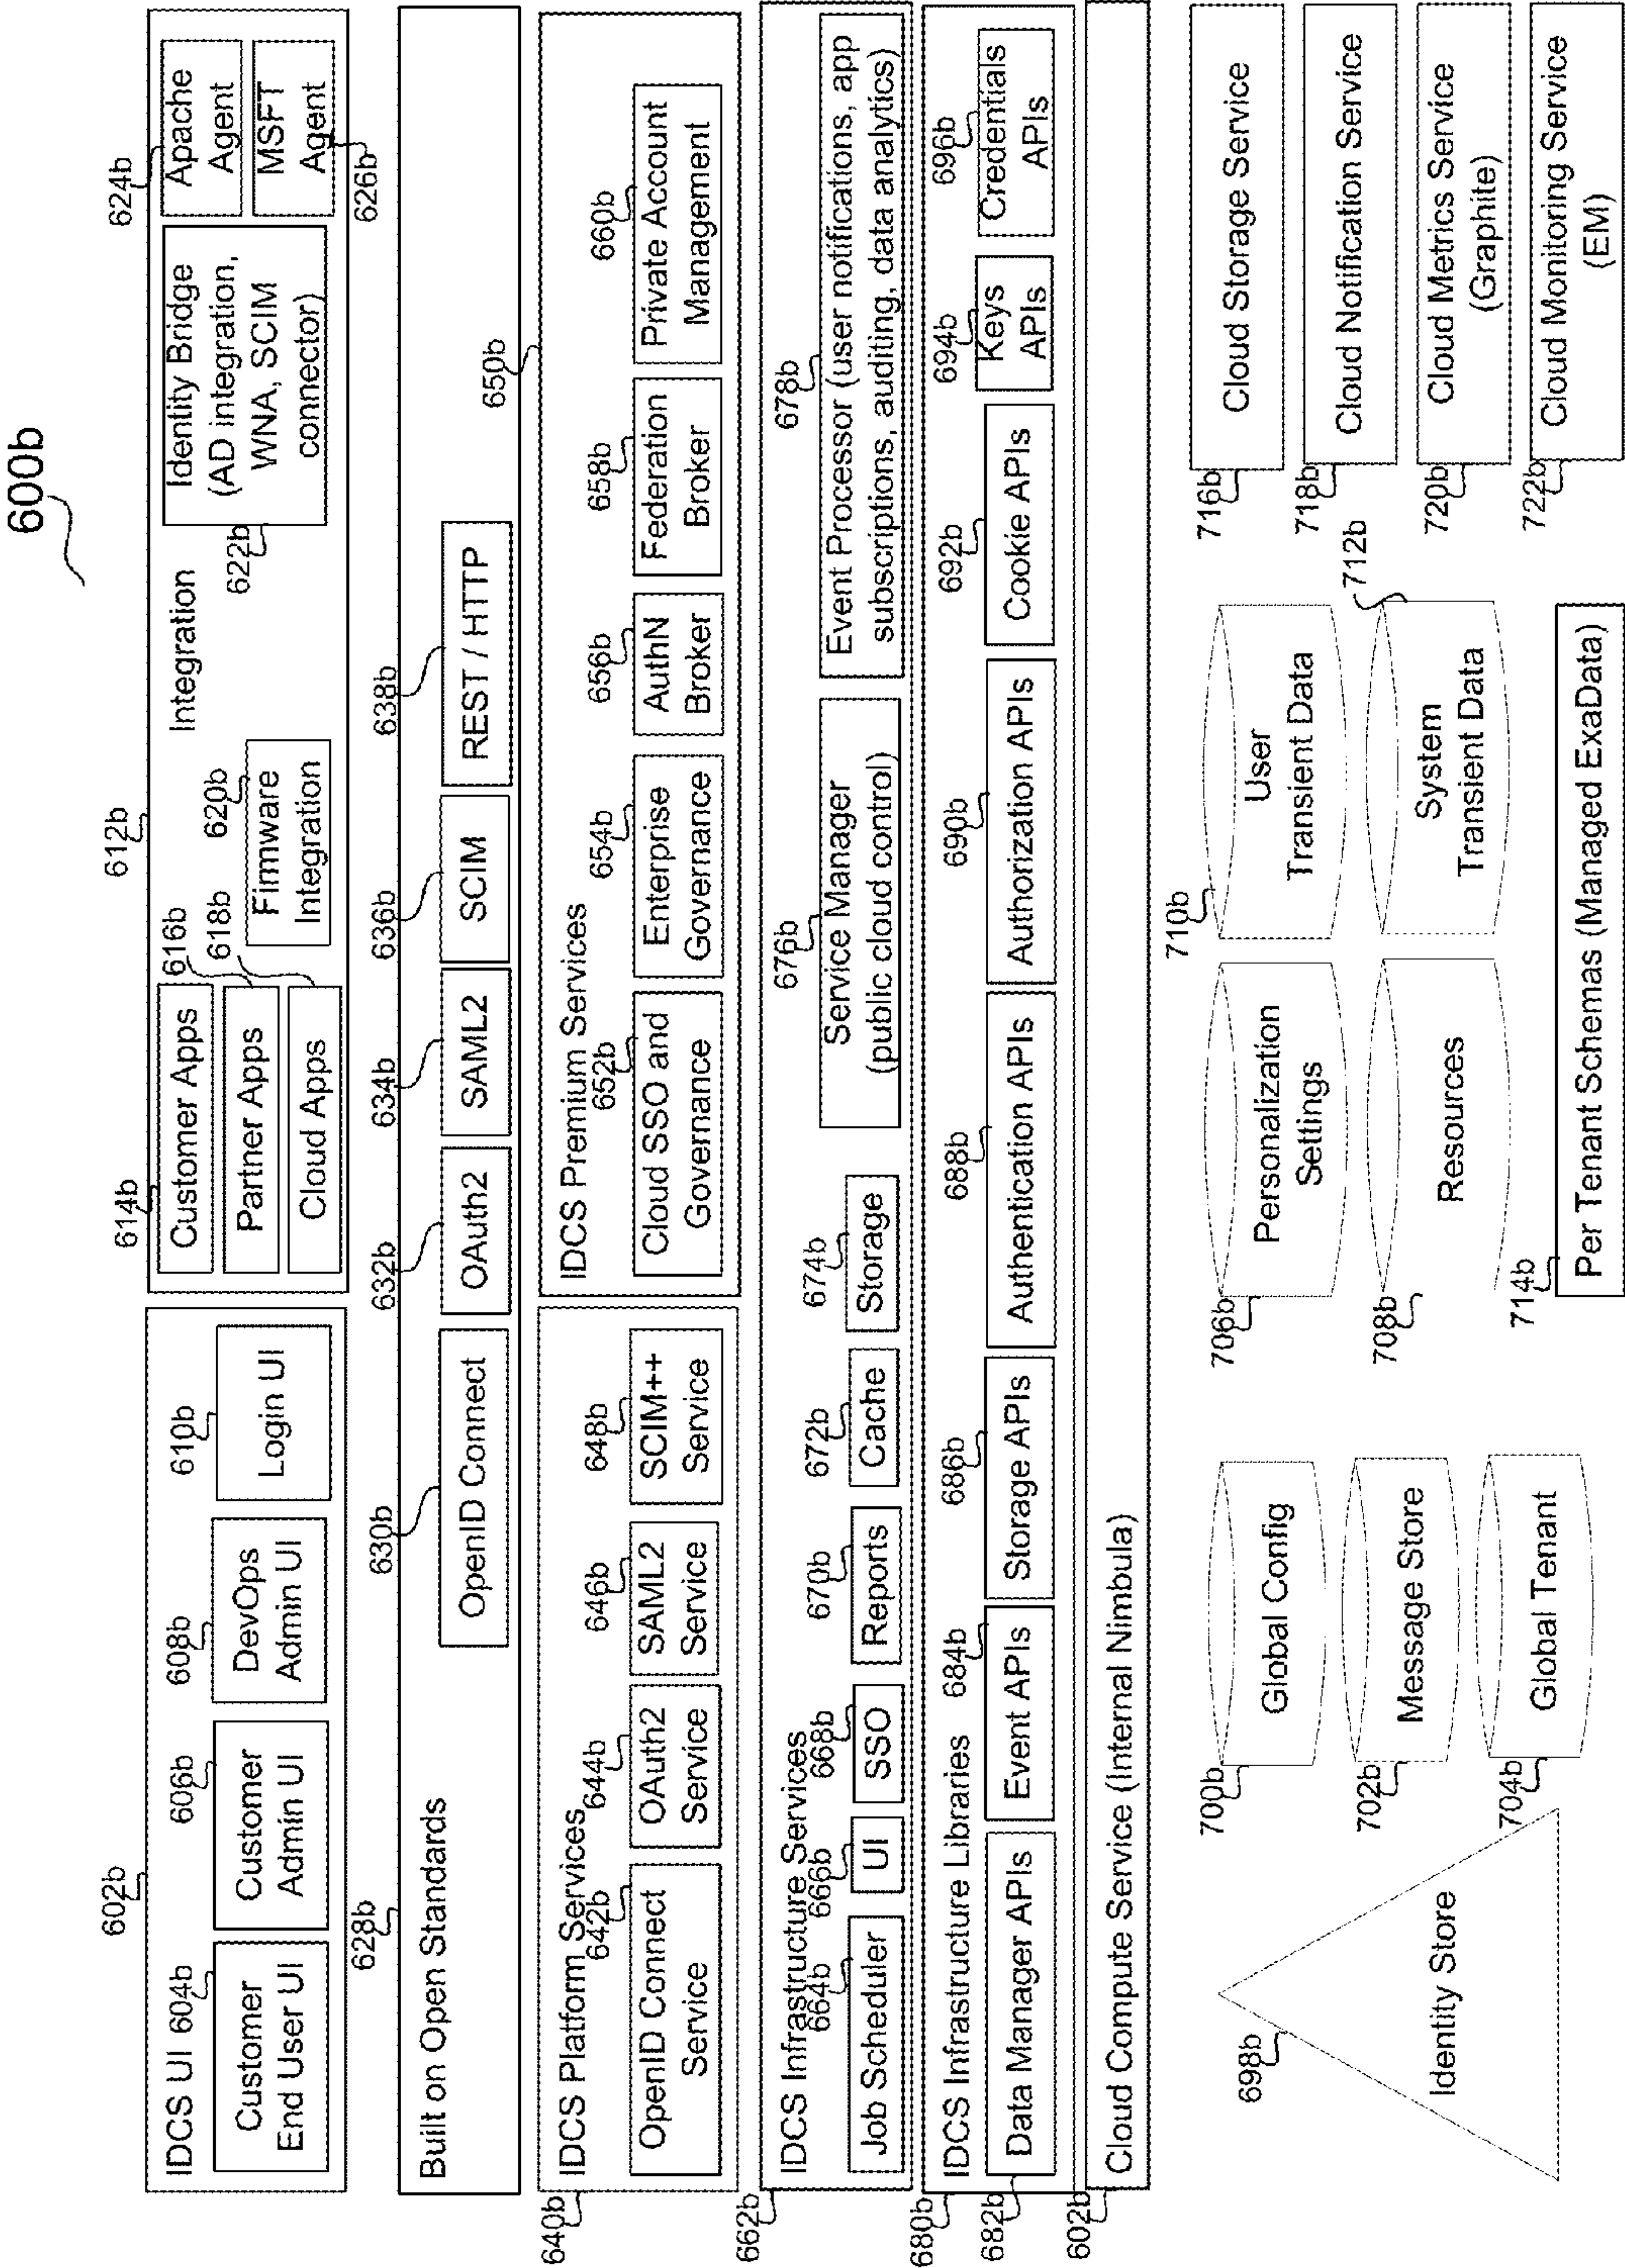 600b
602b
IDCS UI
604b
Customer
End User UI
606b
Customer
Admin UI
608b
DevOps
Admin UI
610b
Login UI
612b
Integration
614b
Customer Apps
616b
Partner Apps
618b
Cloud Apps
620b
Fimware
Integration
622b
Identity Bridge
(AD integration,
WNA, SCIM
connector)
624b
Apache
Agent
MSFT
Agent
626b
628b
Built on Open Standards
630b
OpenID Connect
632b
OAuth2
634b
SAML2
636b
SCIM
638b
REST / HTTP
640b
IDCS Platform Services
642b
OpenID Connect
Service
644b
OAuth2
Service
646b
SAML2
Service
648b
SCIM++
Service
650b
IDCS Premium Services
652b
Cloud SSO and
Governance
654b
Enterprise
Governance
656b
AuthN
Broker
658b
Federation
Broker
660b
Private Account
Management
662b
IDCS Infrastructure Services
664b
Job Scheduler
666b
UI
668b
SSO
670b
Reports
672b
Cache
674b
Storage
676b
Service Manager
(public cloud control)
678b
Event Processor (user notifications, app
subscriptions, auditing, data analytics)
680b
IDCS Infrastructure Libraries
682b
Data Manager APIs
684b
Event APIs
686b
Storage APIs
688b
Authentication APIs
690b
Authorization APIs
692b
Cookie APIs
694b
Keys
APIs
696b
Credentials
APIs
602b
Cloud Compute Service (Internal Nimbula)
698b
Identity Store
700b
Global Config
702b
Message Store
704b
Global Tenant
706b
Personalization
Settings
708b
Resources
710b
User
Transient Data
712b
System
Transient Data
714b
Per Tenant Schemas (Managed ExaData)
716b
Cloud Storage Service
718b
Cloud Notification Service
720b
Cloud Metrics Service
(Graphite)
722b
Cloud Monitoring Service
(EM)